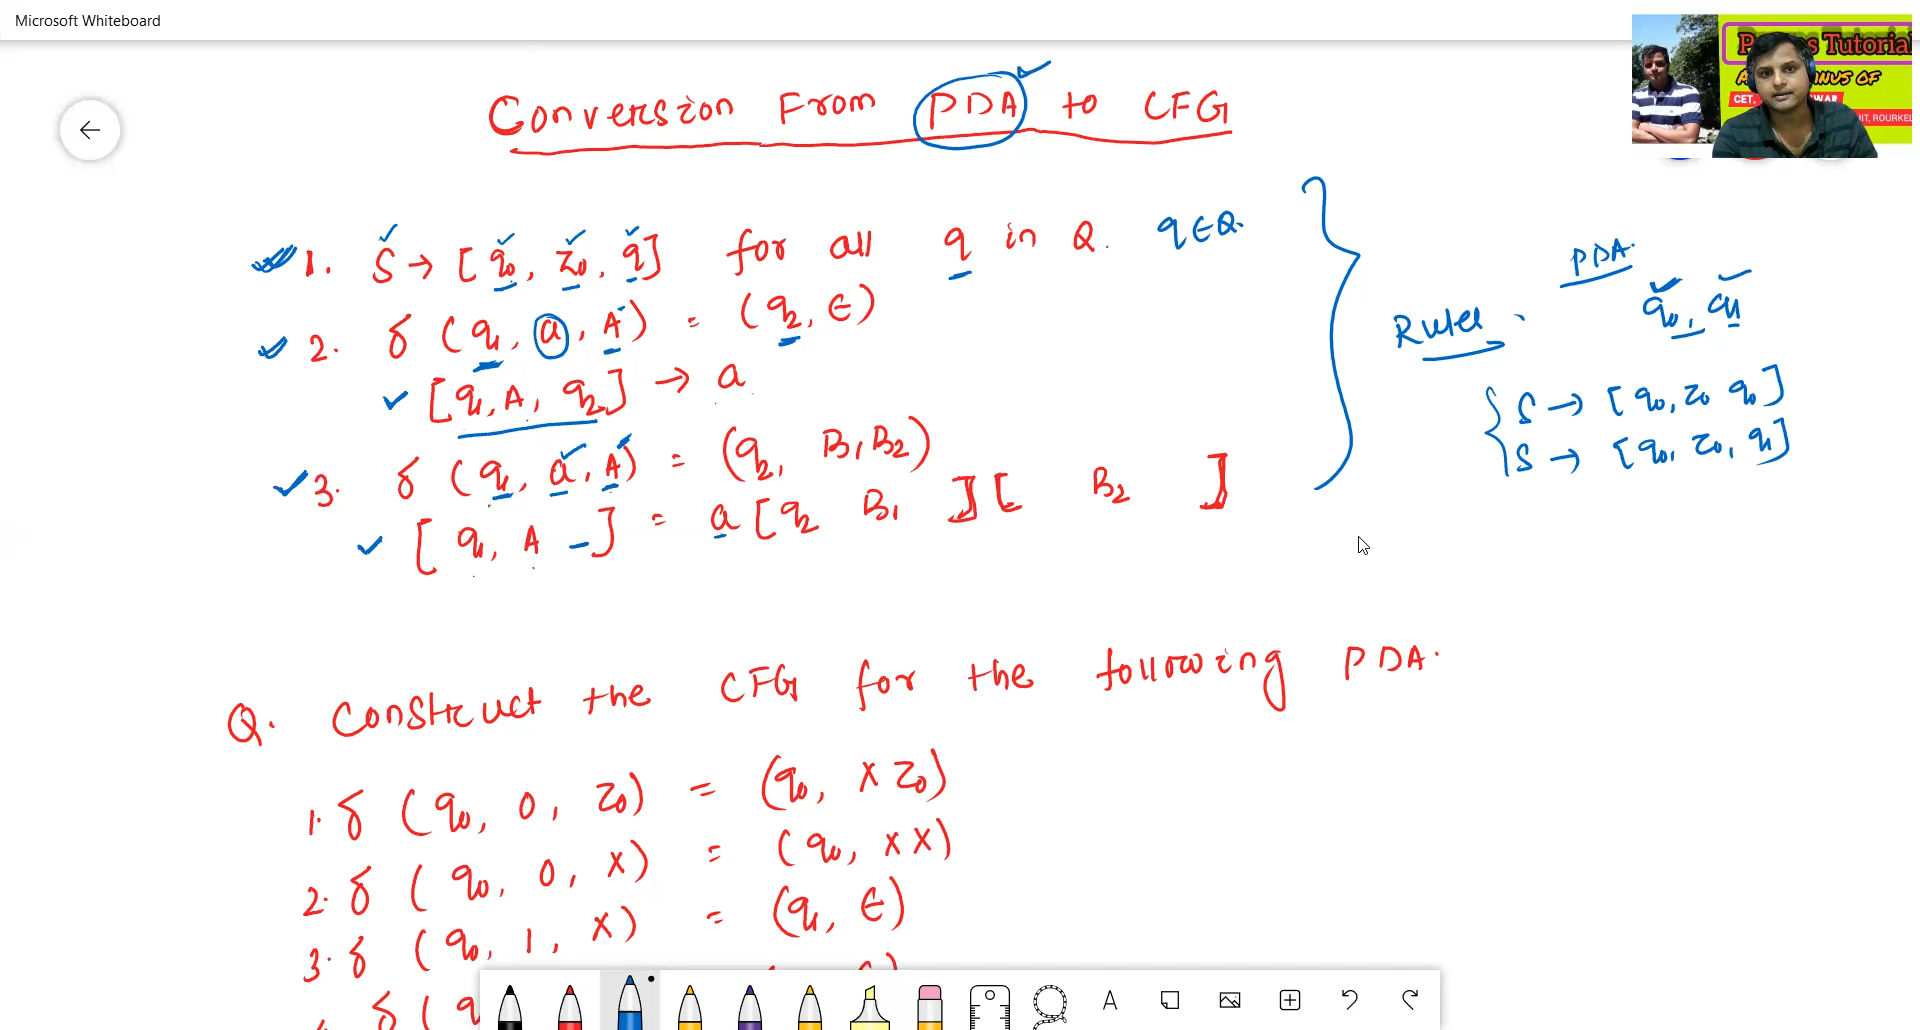 Microsoft Whiteboard
Conversion From PDA to CFG
1. S → [q0, z0, q] for all q in Q. q∈Q.
2. δ (q1, a, A) = (q2, ∈)
[q1, A, q2] → a
3. δ (q1, a, A) = (q2, B1B2)
[q1, A _] = a [q2 B1 ] [ B2 ]
Rules.
PDA.
q0, q1
S → [q0, z0 q0]
S → [q0, z0, q1]
Tutorial
CET,
Q. Construct the CFG for the following PDA.
1. δ (q0, 0, z0) = (q0, x z0)
2. δ (q0, 0, x) = (q0, xx)
3. δ (q0, 1, x) = (q1, ∈)
δ (q
A